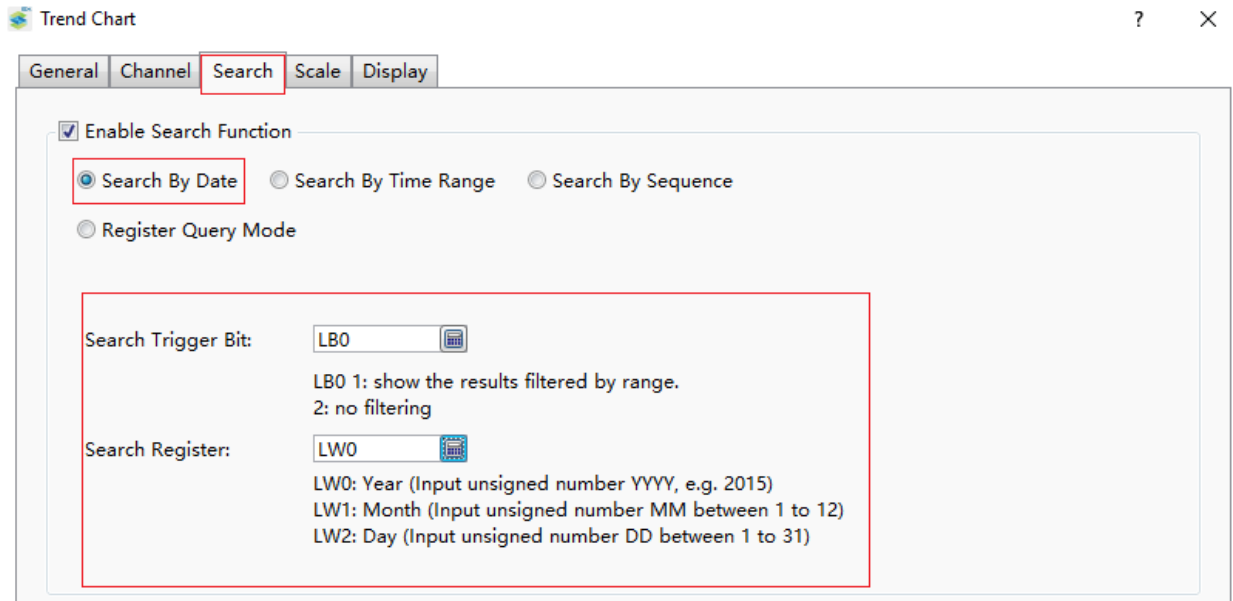 Trend Chart ?
General Channel Search Scale Display
Enable Search Function
Search By Date Search By Time Range Search By Sequence
Register Query Mode
Search Trigger Bit: LB0
LB0 1: show the results filtered by range.
2: no filtering
Search Register: LW0
LW0: Year (Input unsigned number YYYY, e.g. 2015)
LW1: Month (Input unsigned number MM between 1 to 12)
LW2: Day (Input unsigned number DD between 1 to 31)